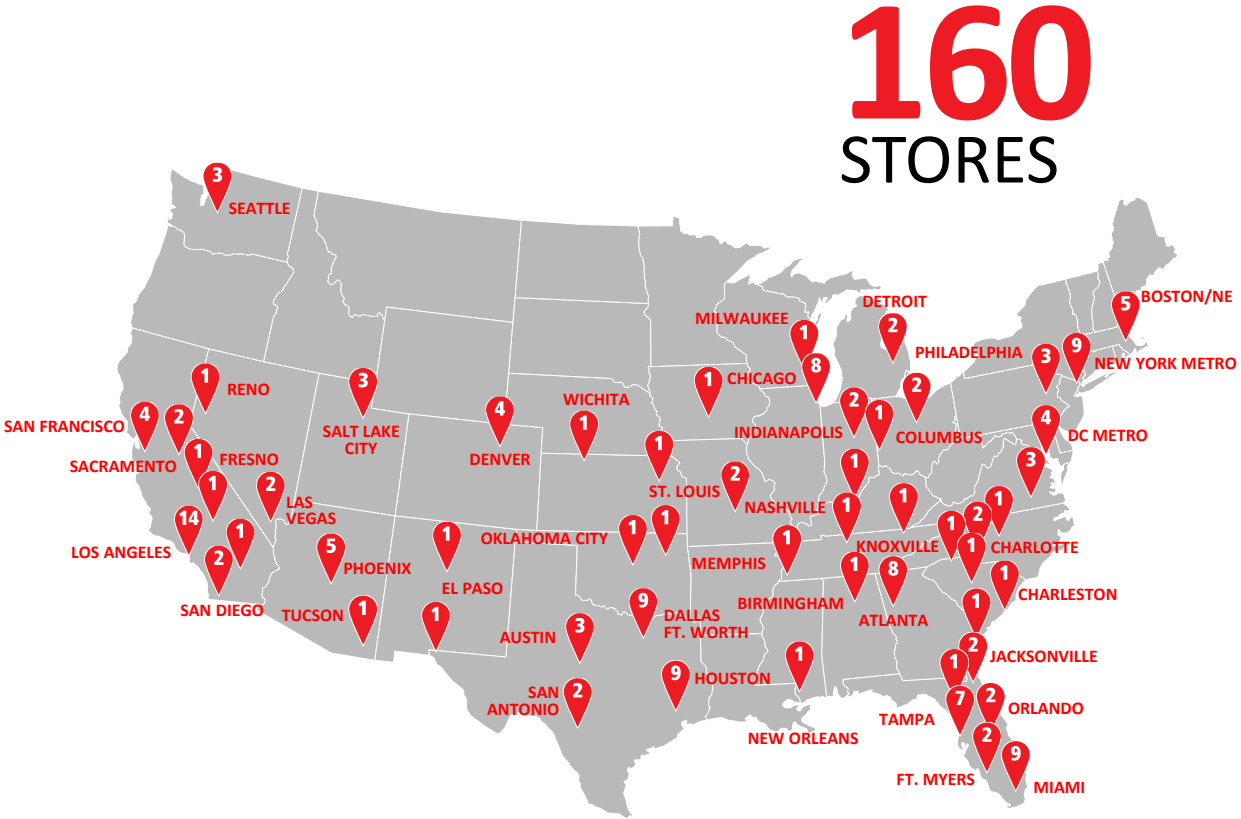 160
STORES
3
SEATTLE
5
BOSTON/NE
DETROIT
2
MILWAUKEE
1
PHILADELPHIA
3
9
NEW YORK METRO
8
CHICAGO
1
1
RENO
3
SALT LAKE
CITY
4
DENVER
WICHITA
1
2
INDIANAPOLIS
1
2
COLUMBUS
4
DC METRO
SAN FRANCISCO
4
2
SACRAMENTO
1
FRESNO
1
2
LAS
VEGAS
1
ST. LOUIS
2
1
3
NASHVILLE
1
1
14
LOS ANGELES
1
2
SAN DIEGO
5
PHOENIX
1
EL PASO
OKLAHOMA CITY
1
1
MEMPHIS
1
KNOXVILLE
1
2
1
1
CHARLOTTE
TUCSON
1
1
AUSTIN
3
9
DALLAS
FT. WORTH
BIRMINGHAM
1
8
ATLANTA
1
CHARLESTON
1
SAN
ANTONIO
2
9
HOUSTON
1
NEW ORLEANS
2
JACKSONVILLE
1
TAMPA
7
2
ORLANDO
2
FT. MYERS
9
MIAMI